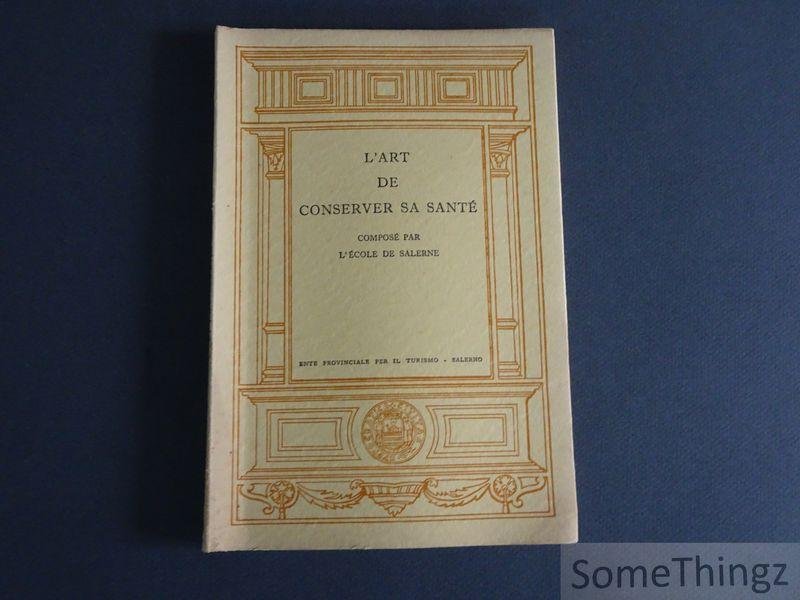 L'ART
DE
CONSERVER SA SANTÉ
COMPOSÉ PAR
L'ÉCOLE DE SALERNE
ENTE PROVINCIALE PER IL TURISMO - SALERNO
SomeThingz